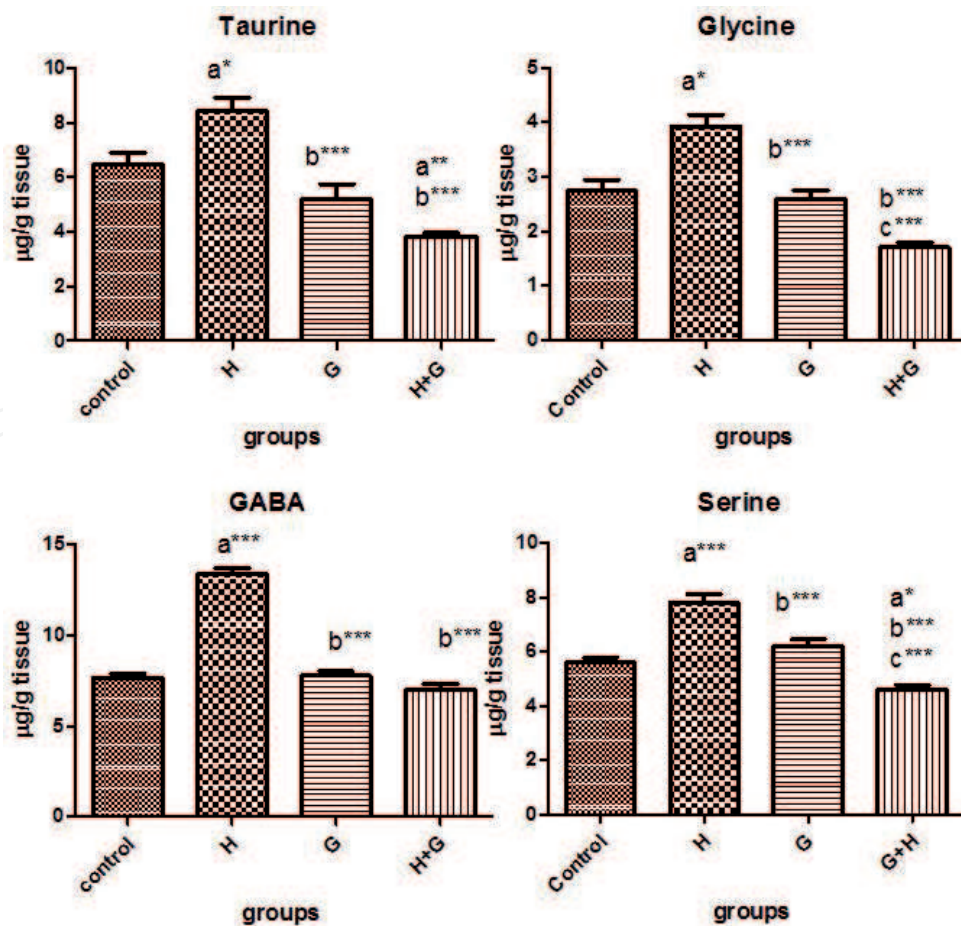 Taurine
10
8
6
4
2
0
µg/g tissue
a*
b***
a**
b***
control
H
G
H+G
groups
Glycine
5
4
3
2
1
0
µg/g tissue
a*
b***
b***
c***
Control
H
G
H+G
groups
GABA
15
10
5
0
µg/g tissue
a***
b***
b***
control
H
G
H+G
groups
Serine
10
8
6
4
2
0
µg/g tissue
a***
b***
a*
b***
c***
Control
H
G
G+H
groups